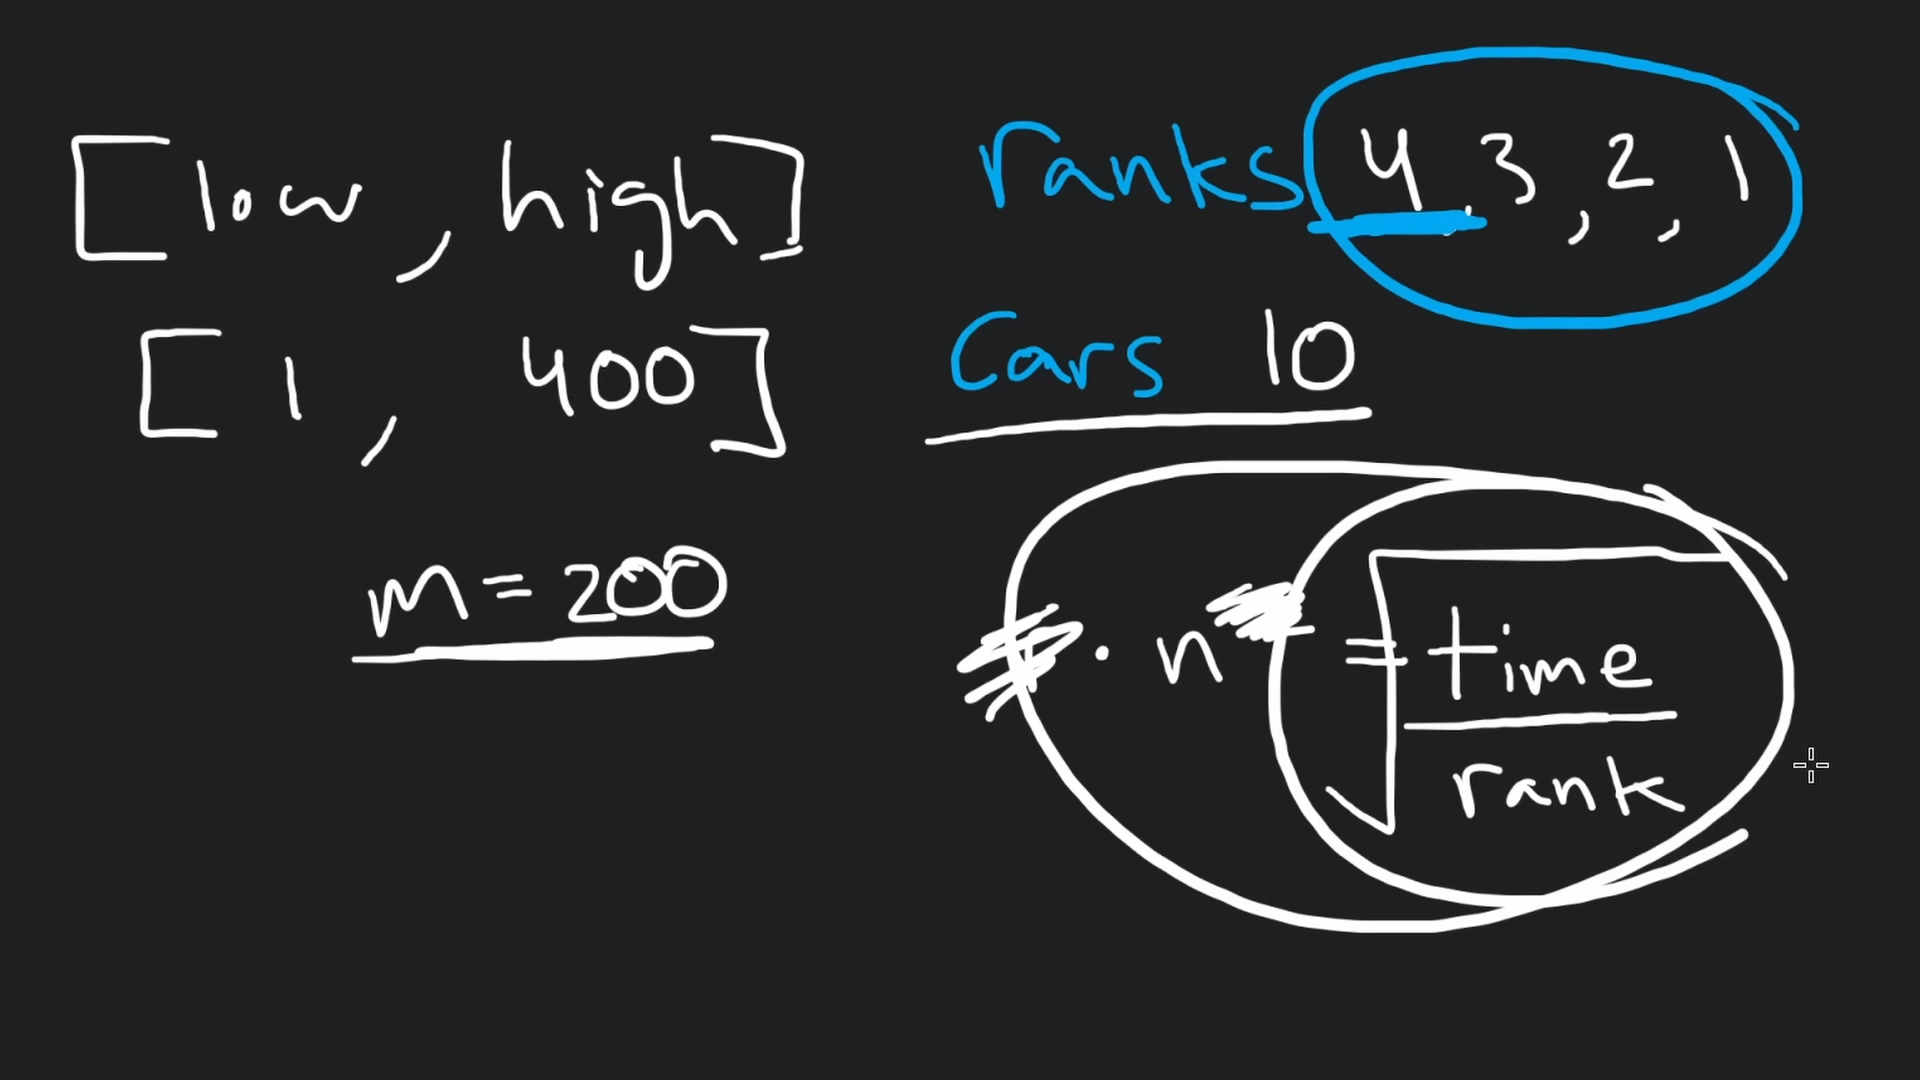 [low, high]
[1, 400]
m = 200
ranks 4, 3, 2, 1
Cars 10
· n = √ time
rank